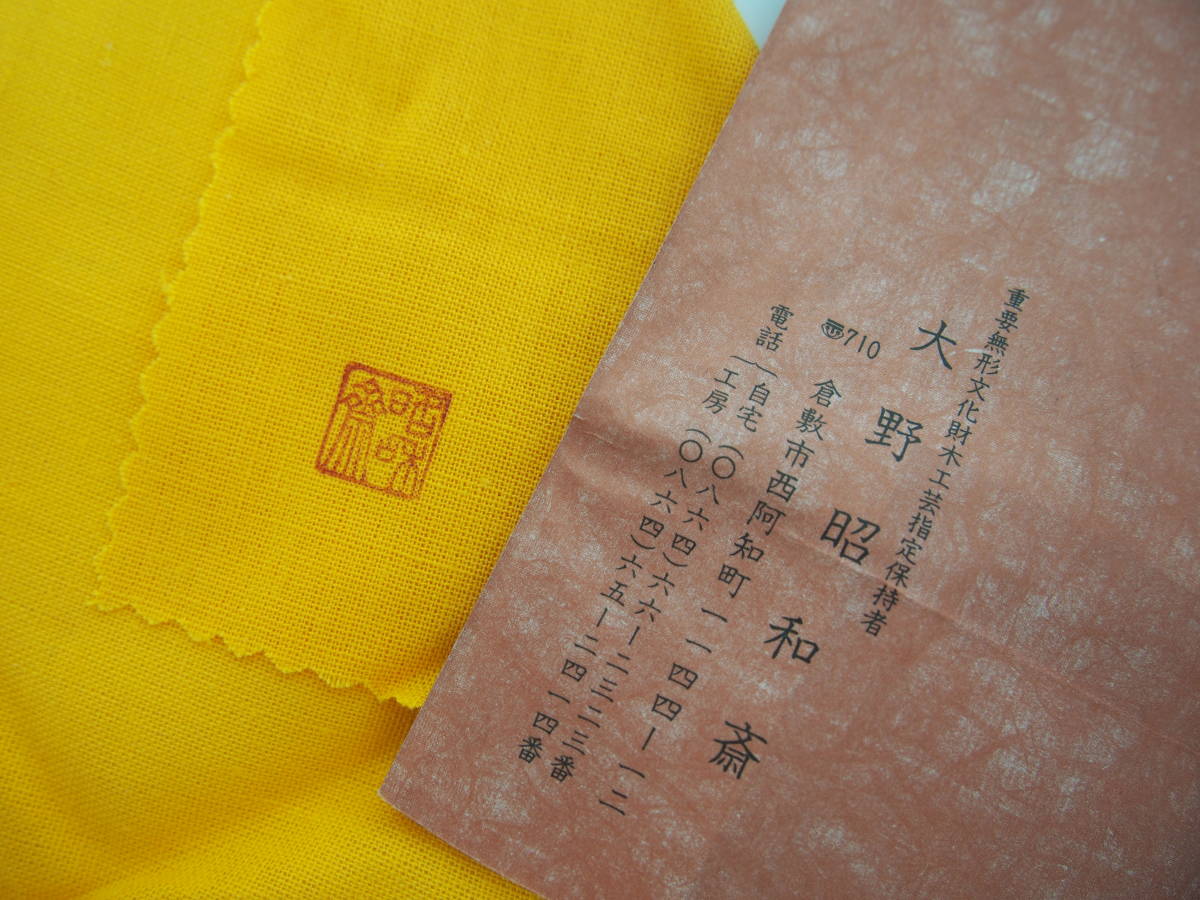 重要無形文化財木工芸指定保持者
大野昭和斎
〒710 倉敷市西阿知町一一四四ー一二
電話 自宅 (〇八六四)六六ー二三二三番
工房 (〇八六四)六五ー二四一四番
昭和斎